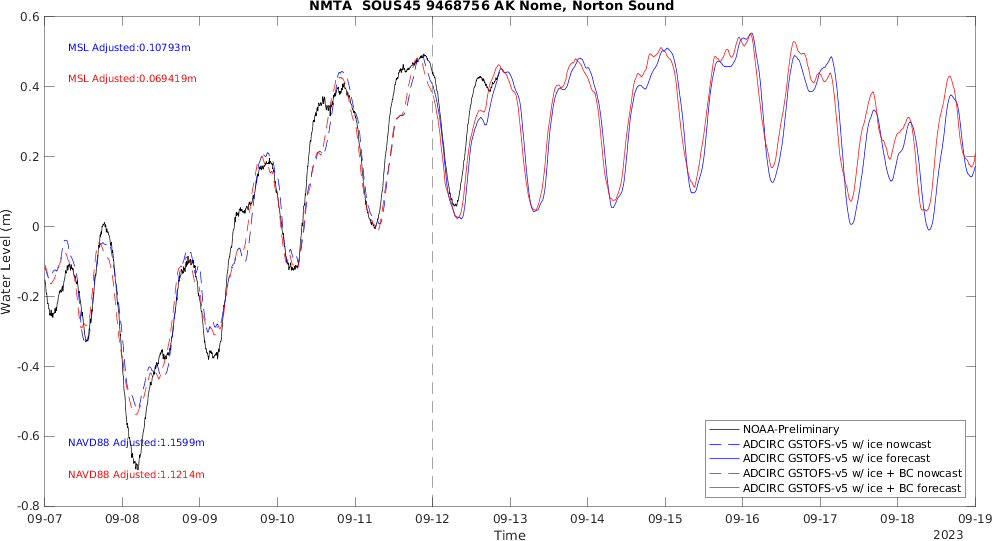 NMTA  SOUS45 9468756 AK Nome, Norton Sound
0.6
MSL Adjusted:0.10793m
MSL Adjusted:0.069419m
0.4
0.2
0
-0.2
-0.4
-0.6
-0.8
Water Level (m)
NAVD88 Adjusted:1.1599m
NAVD88 Adjusted:1.1214m
NOAA-Preliminary
ADCIRC GSTOFS-v5 w/ ice nowcast
ADCIRC GSTOFS-v5 w/ ice forecast
ADCIRC GSTOFS-v5 w/ ice + BC nowcast
ADCIRC GSTOFS-v5 w/ ice + BC forecast
09-07 09-08 09-09 09-10 09-11 09-12 09-13 09-14 09-15 09-16 09-17 09-18 09-19
Time
2023